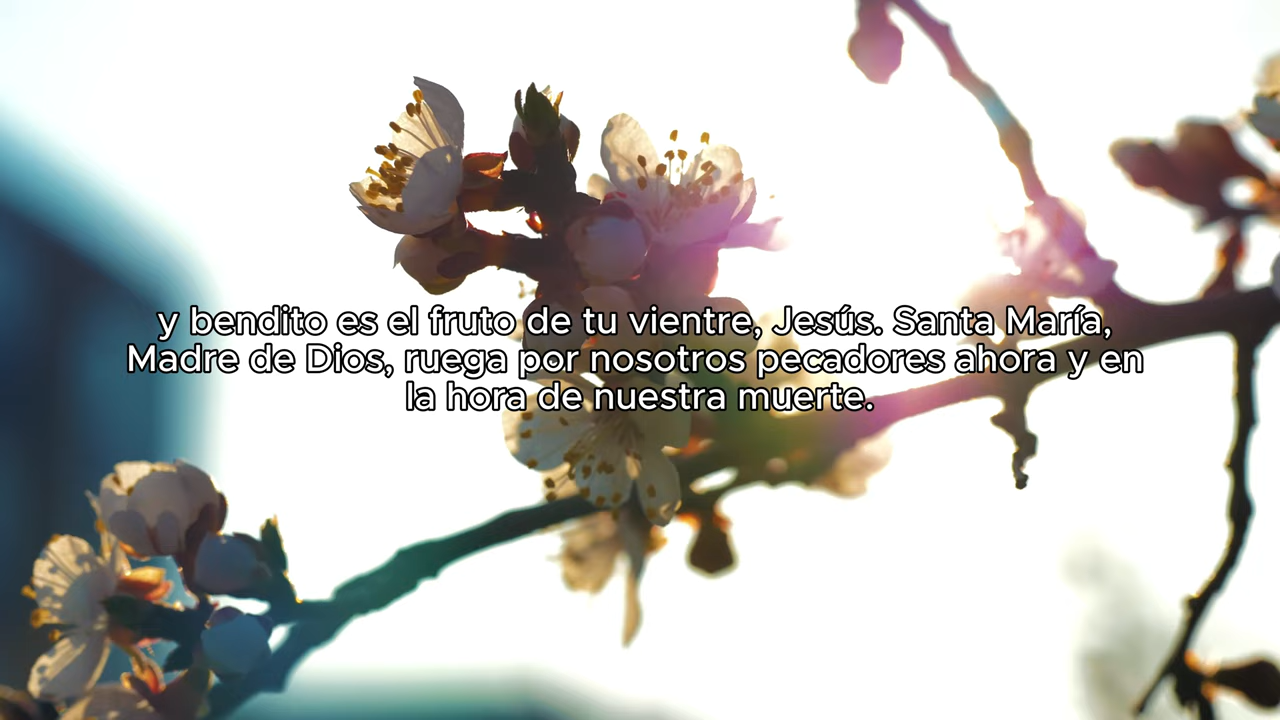 y bendito es el fruto de tu vientre, Jesús. Santa María,
Madre de Dios, ruega por nosotros pecadores ahora y en
la hora de nuestra muerte.